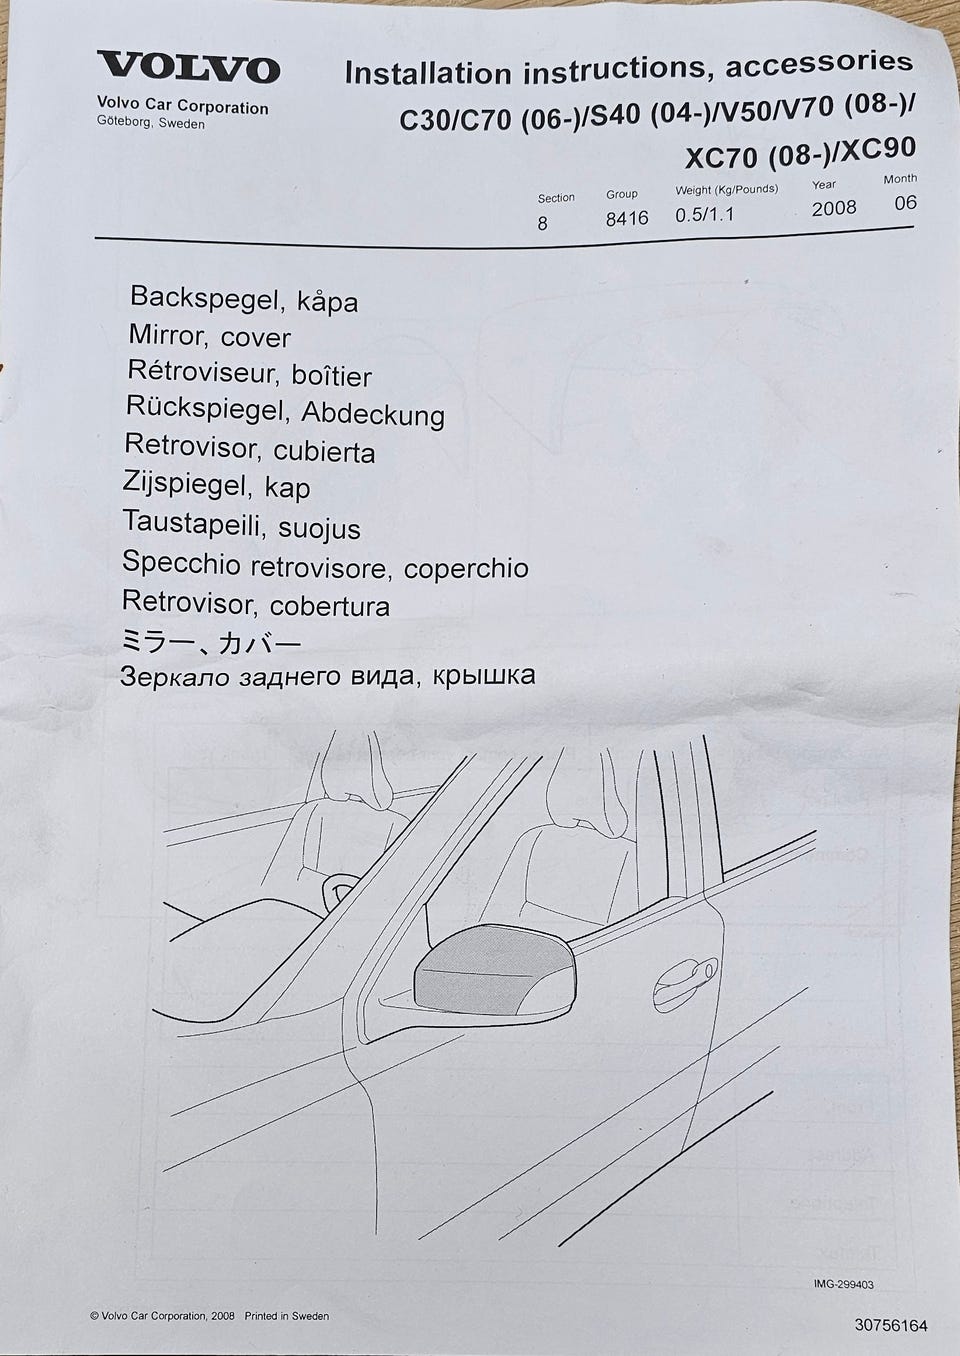 VOLVO
Volvo Car Corporation
Göteborg, Sweden
Installation instructions, accessories
C30/C70 (06-)/S40 (04-)/V50/V70 (08-)/
XC70 (08-)/XC90
Section Group Weight (Kg/Pounds) Year Month
8 8416 0.5/1.1 2008 06
Backspegel, kåpa
Mirror, cover
Rétroviseur, boîtier
Rückspiegel, Abdeckung
Retrovisor, cubierta
Zijspiegel, kap
Taustapeili, suojus
Specchio retrovisore, coperchio
Retrovisor, cobertura
ミラー、カバー
Зеркало заднего вида, крышка
IMG-299403
© Volvo Car Corporation, 2008 Printed in Sweden
30756164